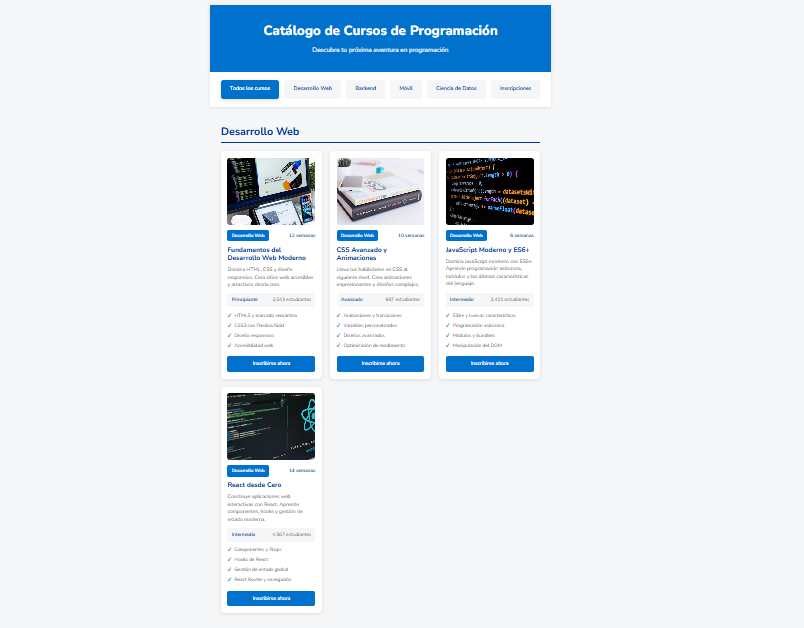 Catálogo de Cursos de Programación
Descubre tu próxima aventura en programación
Todos los cursos
Desarrollo Web
Backend
Móvil
Ciencia de Datos
Inscripciones
Desarrollo Web
Desarrollo Web
12 semanas
Fundamentos del
Desarrollo Web Moderno
Domina HTML, CSS y diseño
responsivo. Crea sitios web accesibles
y atractivos desde cero.
Principiante
2,543 estudiantes
✓ HTML5 y marcado semántico
✓ CSS3 con Flexbox/Grid
✓ Diseño responsivo
✓ Accesibilidad web
Inscribirse ahora
Desarrollo Web
10 semanas
CSS Avanzado y
Animaciones
Lleva tus habilidades en CSS al
siguiente nivel. Crea animaciones
impresionantes y diseños complejos.
Avanzado
987 estudiantes
✓ Animaciones y transiciones
✓ Variables personalizadas
✓ Diseños avanzados
✓ Optimización de rendimiento
Inscribirse ahora
Desarrollo Web
8 semanas
JavaScript Moderno y ES6+
Domina JavaScript moderno con ES6+.
Aprende programación asíncrona,
módulos y las últimas características
del lenguaje.
Intermedio
3,421 estudiantes
✓ ES6+ y nuevas características
✓ Programación asíncrona
✓ Módulos y bundlers
✓ Manipulación del DOM
Inscribirse ahora
Desarrollo Web
14 semanas
React desde Cero
Construye aplicaciones web
interactivas con React. Aprende
componentes, hooks y gestión de
estado moderna.
Intermedio
4,567 estudiantes
✓ Componentes y Props
✓ Hooks de React
✓ Gestión de estado global
✓ React Router y navegación
Inscribirse ahora